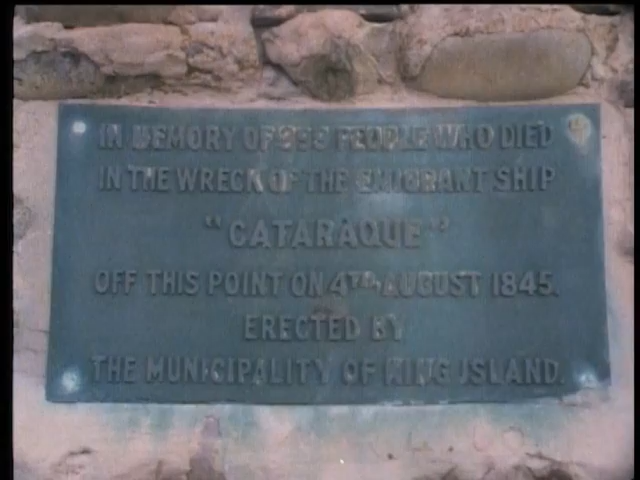 IN MEMORY OF PEOPLE WHO DIED
IN THE WRECK OF THE EMIGRANT SHIP
"CATARAQUE"
OFF THIS POINT ON 4TH AUGUST 1845.
ERECTED BY
THE MUNICIPALITY OF KING ISLAND.